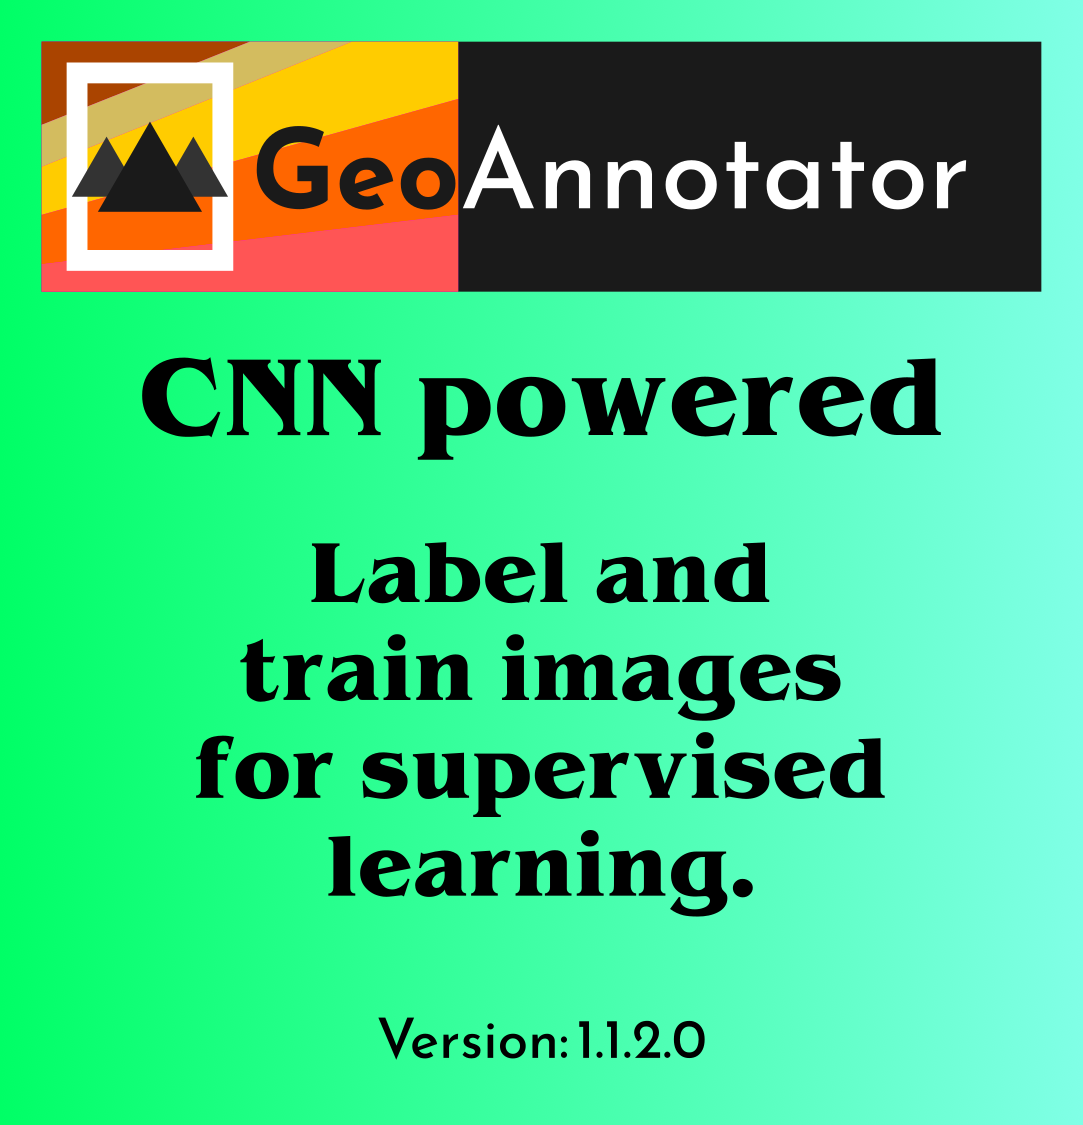 GeoAnnotator
CNN powered
Label and
train images
for supervised
learning.
Version: 1.1.2.0